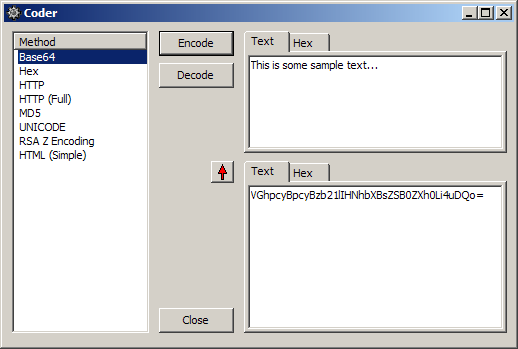 Coder
Method
Base64
Hex
HTTP
HTTP (Full)
MD5
UNICODE
RSA Z Encoding
HTML (Simple)
Encode
Decode
Close
Text Hex
This is some sample text...
Text Hex
VGhpcyBpcyBzb21lIHNhbXBsZSB0ZXh0Li4uDQo=